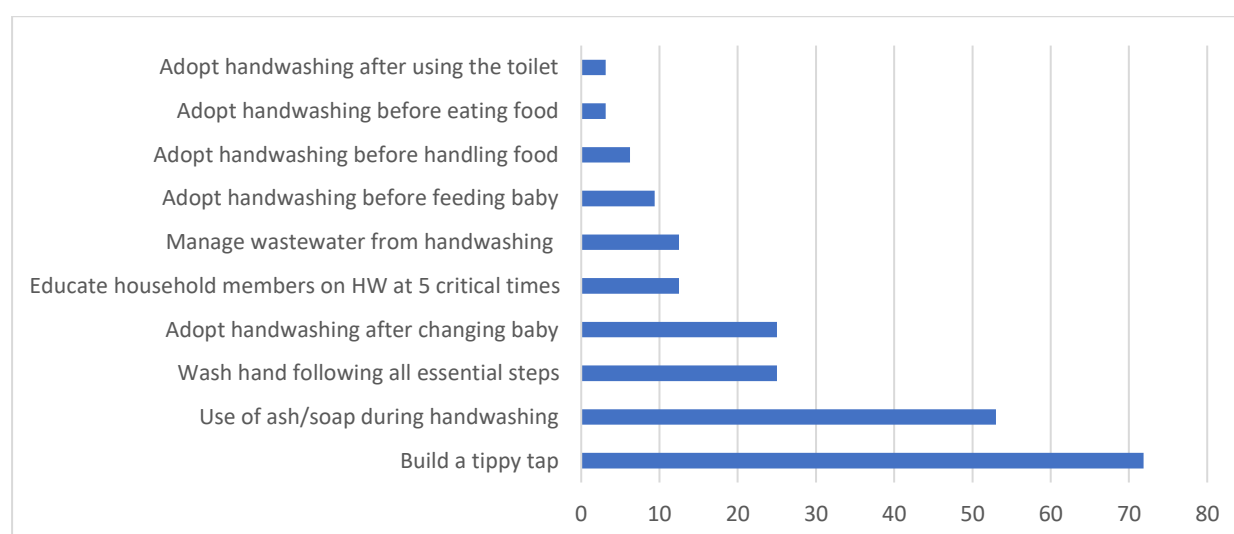 Adopt handwashing after using the toilet
Adopt handwashing before eating food
Adopt handwashing before handling food
Adopt handwashing before feeding baby
Manage wastewater from handwashing
Educate household members on HW at 5 critical times
Adopt handwashing after changing baby
Wash hand following all essential steps
Use of ash/soap during handwashing
Build a tippy tap
0 10 20 30 40 50 60 70 80